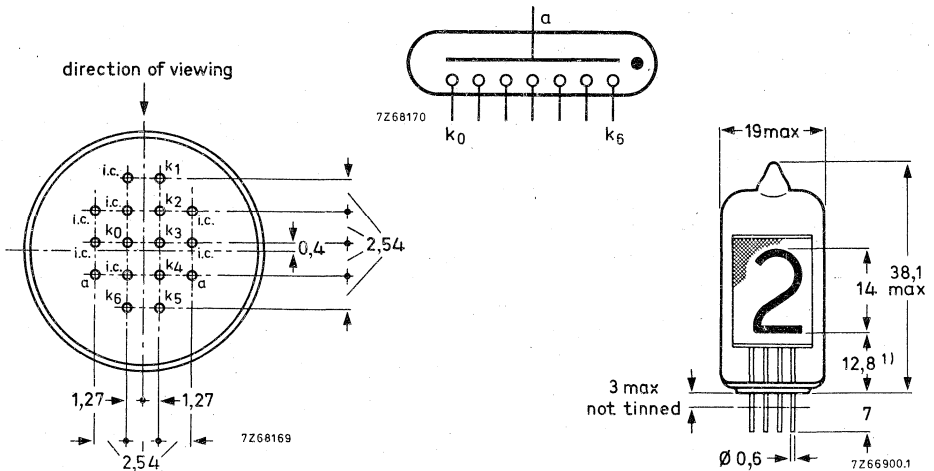 a
direction of viewing
7Z68170
k0 k6
19max
i.c. k1
i.c. i.c. k2 i.c.
k0 k3
i.c. i.c.
0,4
2,54
i.c. k4
a a
k6 k5
2
14
38,1
max
12,8 1)
1,27 1,27
3 max
not tinned
7
7Z68169
2,54
Ø 0,6
7Z66900.1